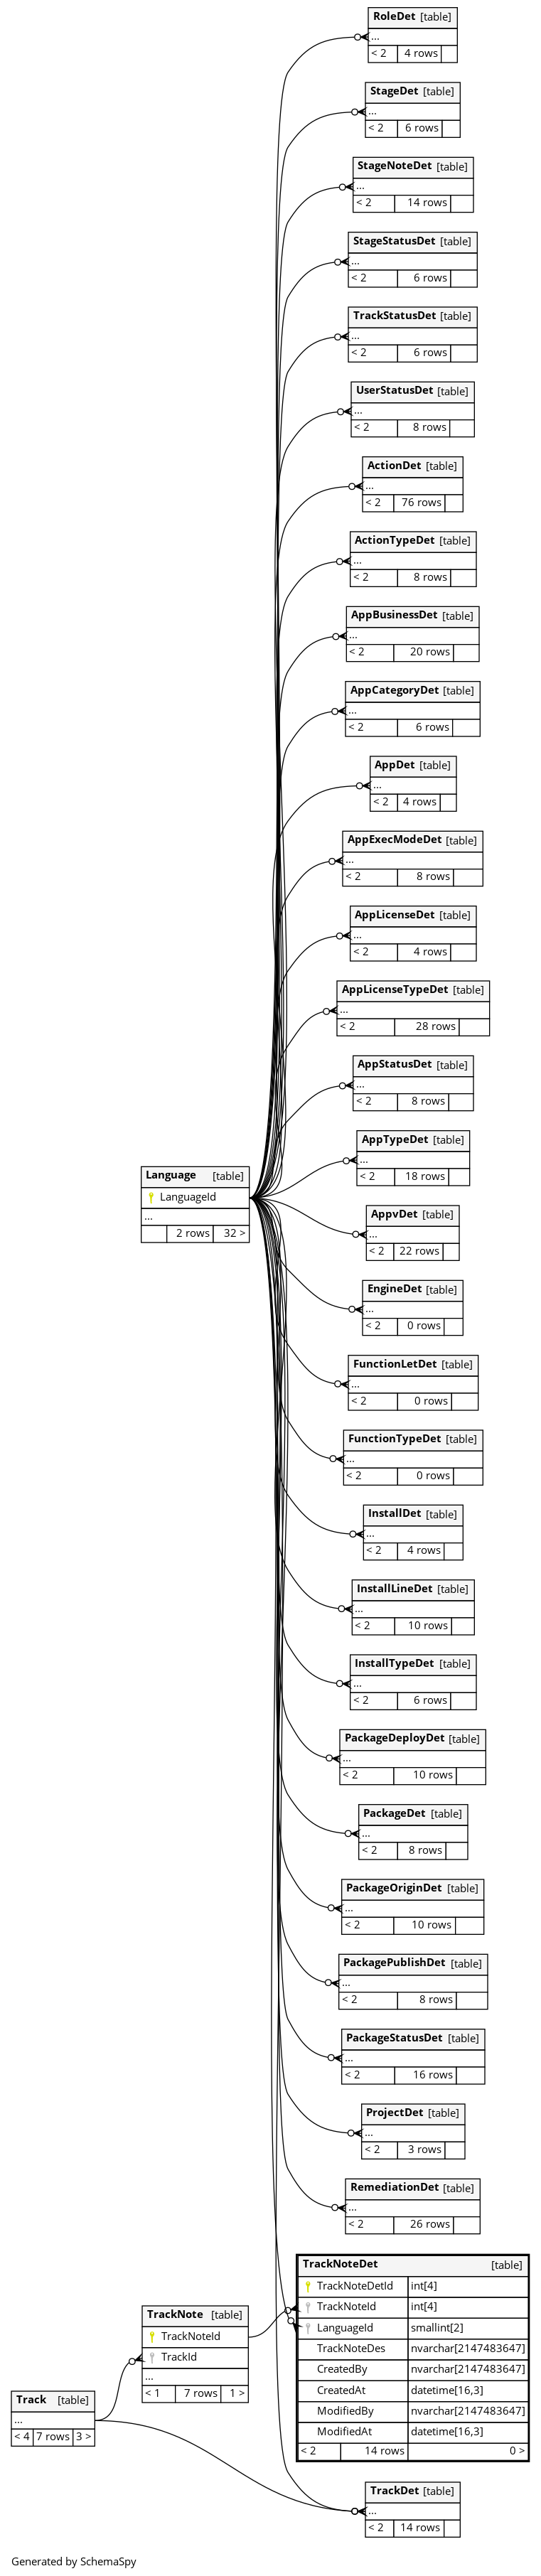 RoleDet [table]
...
< 2 4 rows
StageDet [table]
...
< 2 6 rows
StageNoteDet [table]
...
< 2 14 rows
StageStatusDet [table]
...
< 2 6 rows
TrackStatusDet [table]
...
< 2 6 rows
UserStatusDet [table]
...
< 2 8 rows
ActionDet [table]
...
< 2 76 rows
ActionTypeDet [table]
...
< 2 8 rows
AppBusinessDet [table]
...
< 2 20 rows
AppCategoryDet [table]
...
< 2 6 rows
AppDet [table]
...
< 2 4 rows
AppExecModeDet [table]
...
< 2 8 rows
AppLicenseDet [table]
...
< 2 4 rows
AppLicenseTypeDet [table]
...
< 2 28 rows
AppStatusDet [table]
...
< 2 8 rows
AppTypeDet [table]
...
< 2 18 rows
Language [table]
LanguageId
...
2 rows 32 >
AppvDet [table]
...
< 2 22 rows
EngineDet [table]
...
< 2 0 rows
FunctionLetDet [table]
...
< 2 0 rows
FunctionTypeDet [table]
...
< 2 0 rows
InstallDet [table]
...
< 2 4 rows
InstallLineDet [table]
...
< 2 10 rows
InstallTypeDet [table]
...
< 2 6 rows
PackageDeployDet [table]
...
< 2 10 rows
PackageDet [table]
...
< 2 8 rows
PackageOriginDet [table]
...
< 2 10 rows
PackagePublishDet [table]
...
< 2 8 rows
PackageStatusDet [table]
...
< 2 16 rows
ProjectDet [table]
...
< 2 3 rows
RemediationDet [table]
...
< 2 26 rows
TrackNoteDet [table]
TrackNoteDetId int[4]
TrackNoteId int[4]
LanguageId smallint[2]
TrackNoteDes nvarchar[2147483647]
CreatedBy nvarchar[2147483647]
CreatedAt datetime[16,3]
ModifiedBy nvarchar[2147483647]
ModifiedAt datetime[16,3]
< 2 14 rows 0 >
TrackNote [table]
TrackNoteId
TrackId
...
< 1 7 rows 1 >
Track [table]
...
< 4 7 rows 3 >
TrackDet [table]
...
< 2 14 rows
Generated by SchemaSpy